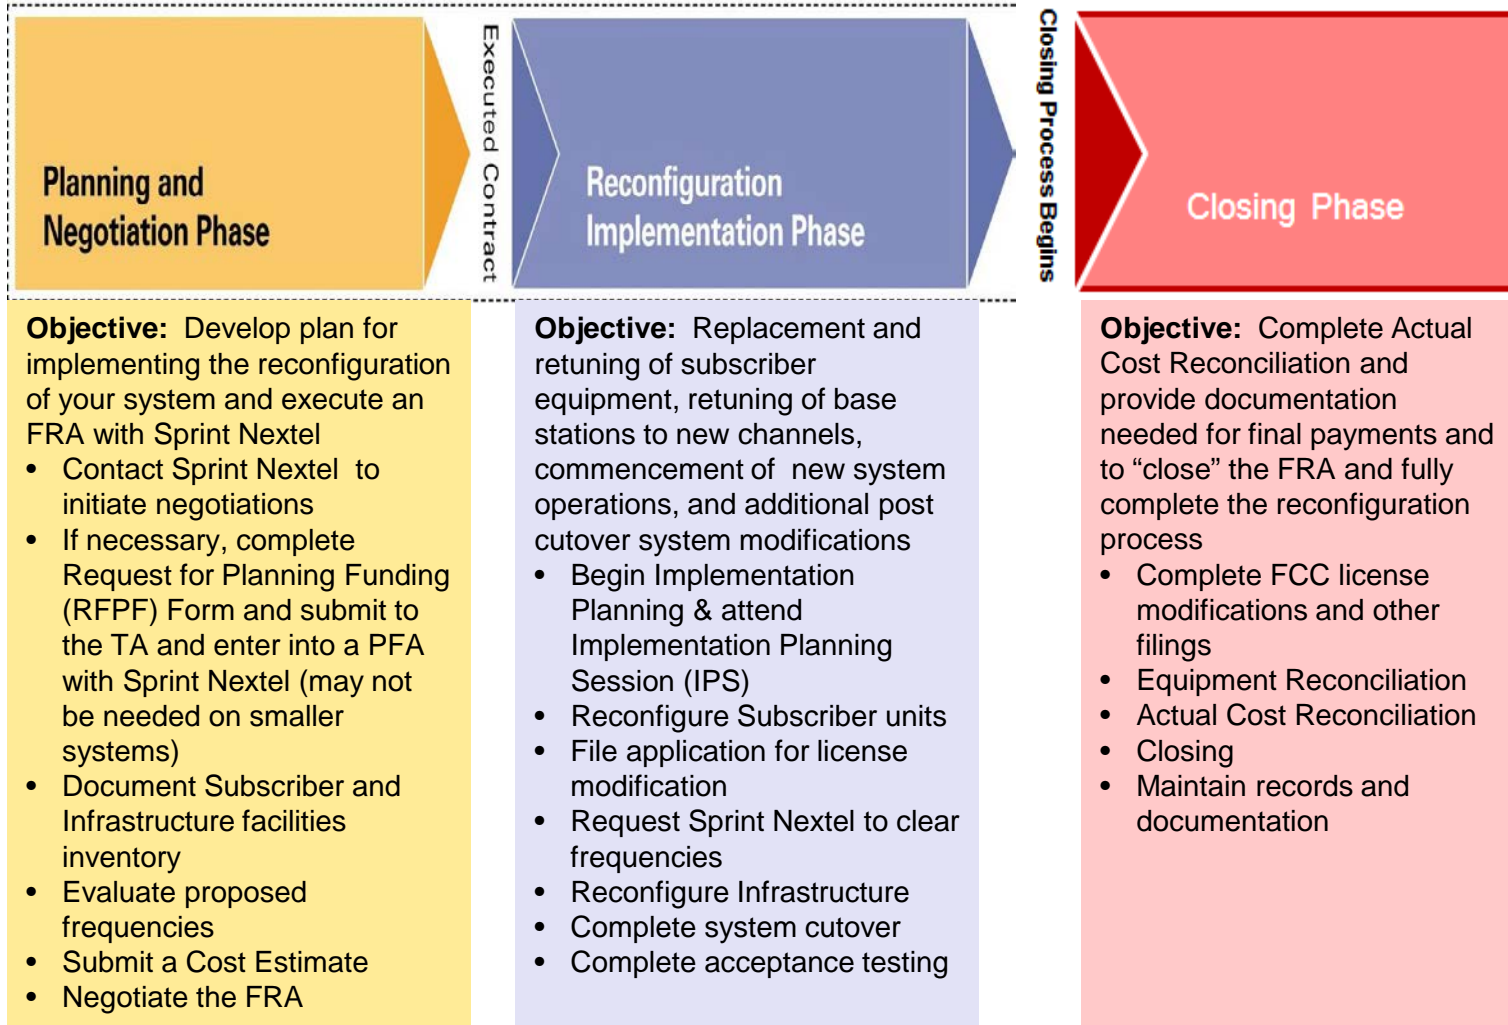 Planning and
Negotiation Phase
Executed Contract
Reconfiguration
Implementation Phase
Closing Process Begins
Closing Phase
Objective: Develop plan for
implementing the reconfiguration
of your system and execute an
FRA with Sprint Nextel
• Contact Sprint Nextel to
initiate negotiations
• If necessary, complete
Request for Planning Funding
(RFPF) Form and submit to
the TA and enter into a PFA
with Sprint Nextel (may not
be needed on smaller
systems)
• Document Subscriber and
Infrastructure facilities
inventory
• Evaluate proposed
frequencies
• Submit a Cost Estimate
• Negotiate the FRA
Objective: Replacement and
retuning of subscriber
equipment, retuning of base
stations to new channels,
commencement of new system
operations, and additional post
cutover system modifications
• Begin Implementation
Planning & attend
Implementation Planning
Session (IPS)
• Reconfigure Subscriber units
• File application for license
modification
• Request Sprint Nextel to clear
frequencies
• Reconfigure Infrastructure
• Complete system cutover
• Complete acceptance testing
Objective: Complete Actual
Cost Reconciliation and
provide documentation
needed for final payments and
to “close” the FRA and fully
complete the reconfiguration
process
• Complete FCC license
modifications and other
filings
• Equipment Reconciliation
• Actual Cost Reconciliation
• Closing
• Maintain records and
documentation